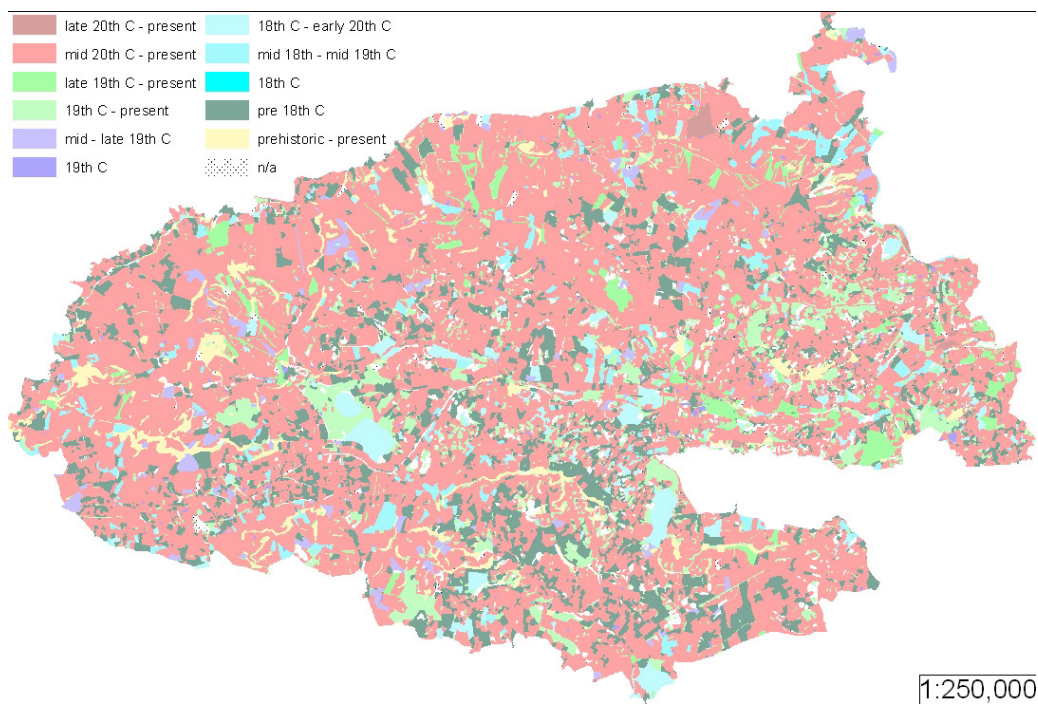 late 20th C - present
mid 20th C - present
late 19th C - present
19th C - present
mid - late 19th C
19th C
18th C - early 20th C
mid 18th - mid 19th C
18th C
pre 18th C
prehistoric - present
n/a
1:250,000